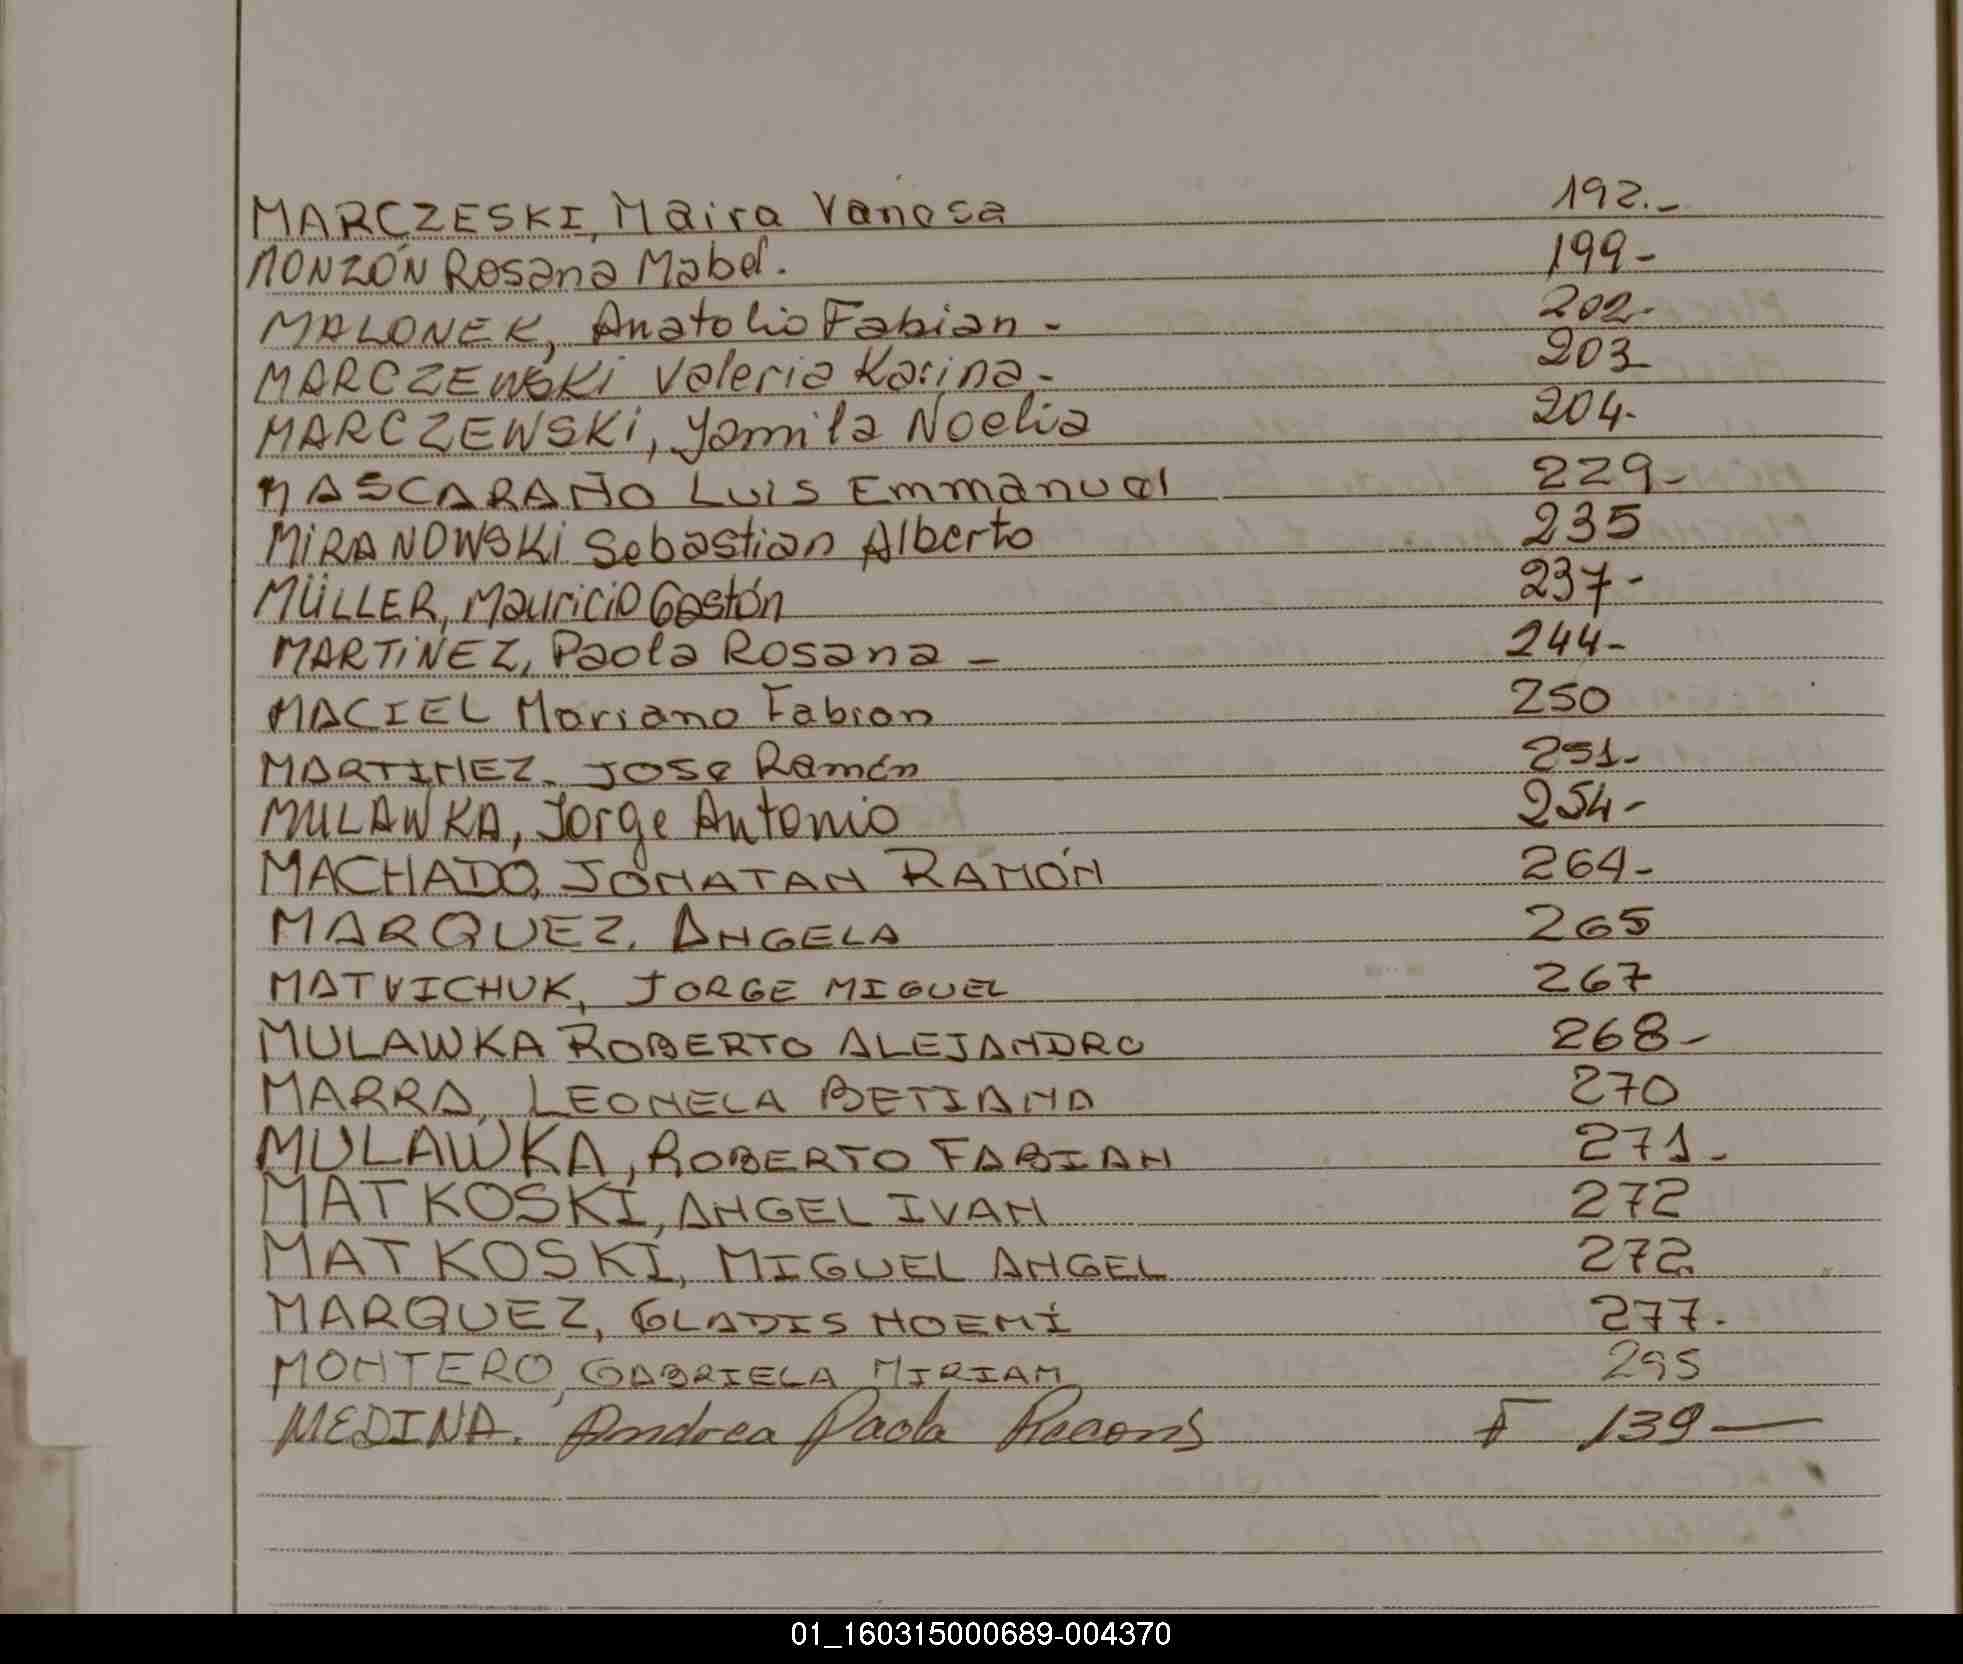 MARCZESKI, Maira Vanesa 192.-
MONZÓN Rosana Mabel. 199-
MALONEK, Anatolio Fabian - 202-
MARCZEWSKI Valeria Karina - 203
MARCZEWSKI, Yamila Noelia 204-
MASCARAÑO Luis Emmanuel 229-
MIRANOWSKI Sebastian Alberto 235
MÜLLER, Mauricio Gastón 237-
MARTINEZ, Paola Rosana - 244-
MACIEL Mariano Fabian 250
MARTINEZ. Jose Ramón 251-
MULAWKA, Jorge Antonio 254-
MACHADO, JONATAN RAMÓN 264-
MARQUEZ. ANGELA 265
MATVICHUK, JORGE MIGUEL 267
MULAWKA ROBERTO ALEJANDRO 268-
MARRA, LEONELA BETIANA 270
MULAWKA, ROBERTO FABIAN 271.
MATKOSKI, ANGEL IVAN 272
MATKOSKI, MIGUEL ANGEL 272.
MARQUEZ, GLADIS NOEMÍ 277.
MONTERO, GABRIELA MIRIAM 295
MEDINA. Andrea Paola F 139-
01_160315000689-004370